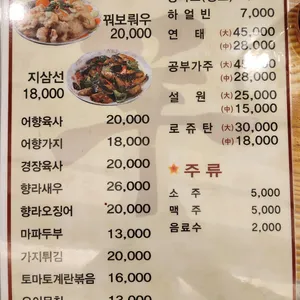 꿔보뤄우
20,000
지삼선
18,000
어향육사 20,000
어향가지 18,000
경장육사 20,000
향라새우 26,000
향라오징어 20,000
마파두부 13,000
가지튀김 20,000
토마토계란볶음 16,000
13,000
하얼빈 7,000
연태 (大) 45,000
(中) 28,000
공부가주 (大) 45,000
(中) 28,000
설원 (大) 25,000
(中) 15,000
로쥬탄 (大) 30,000
(中) 18,000
주류
소주 5,000
맥주 5,000
음료수 2,000